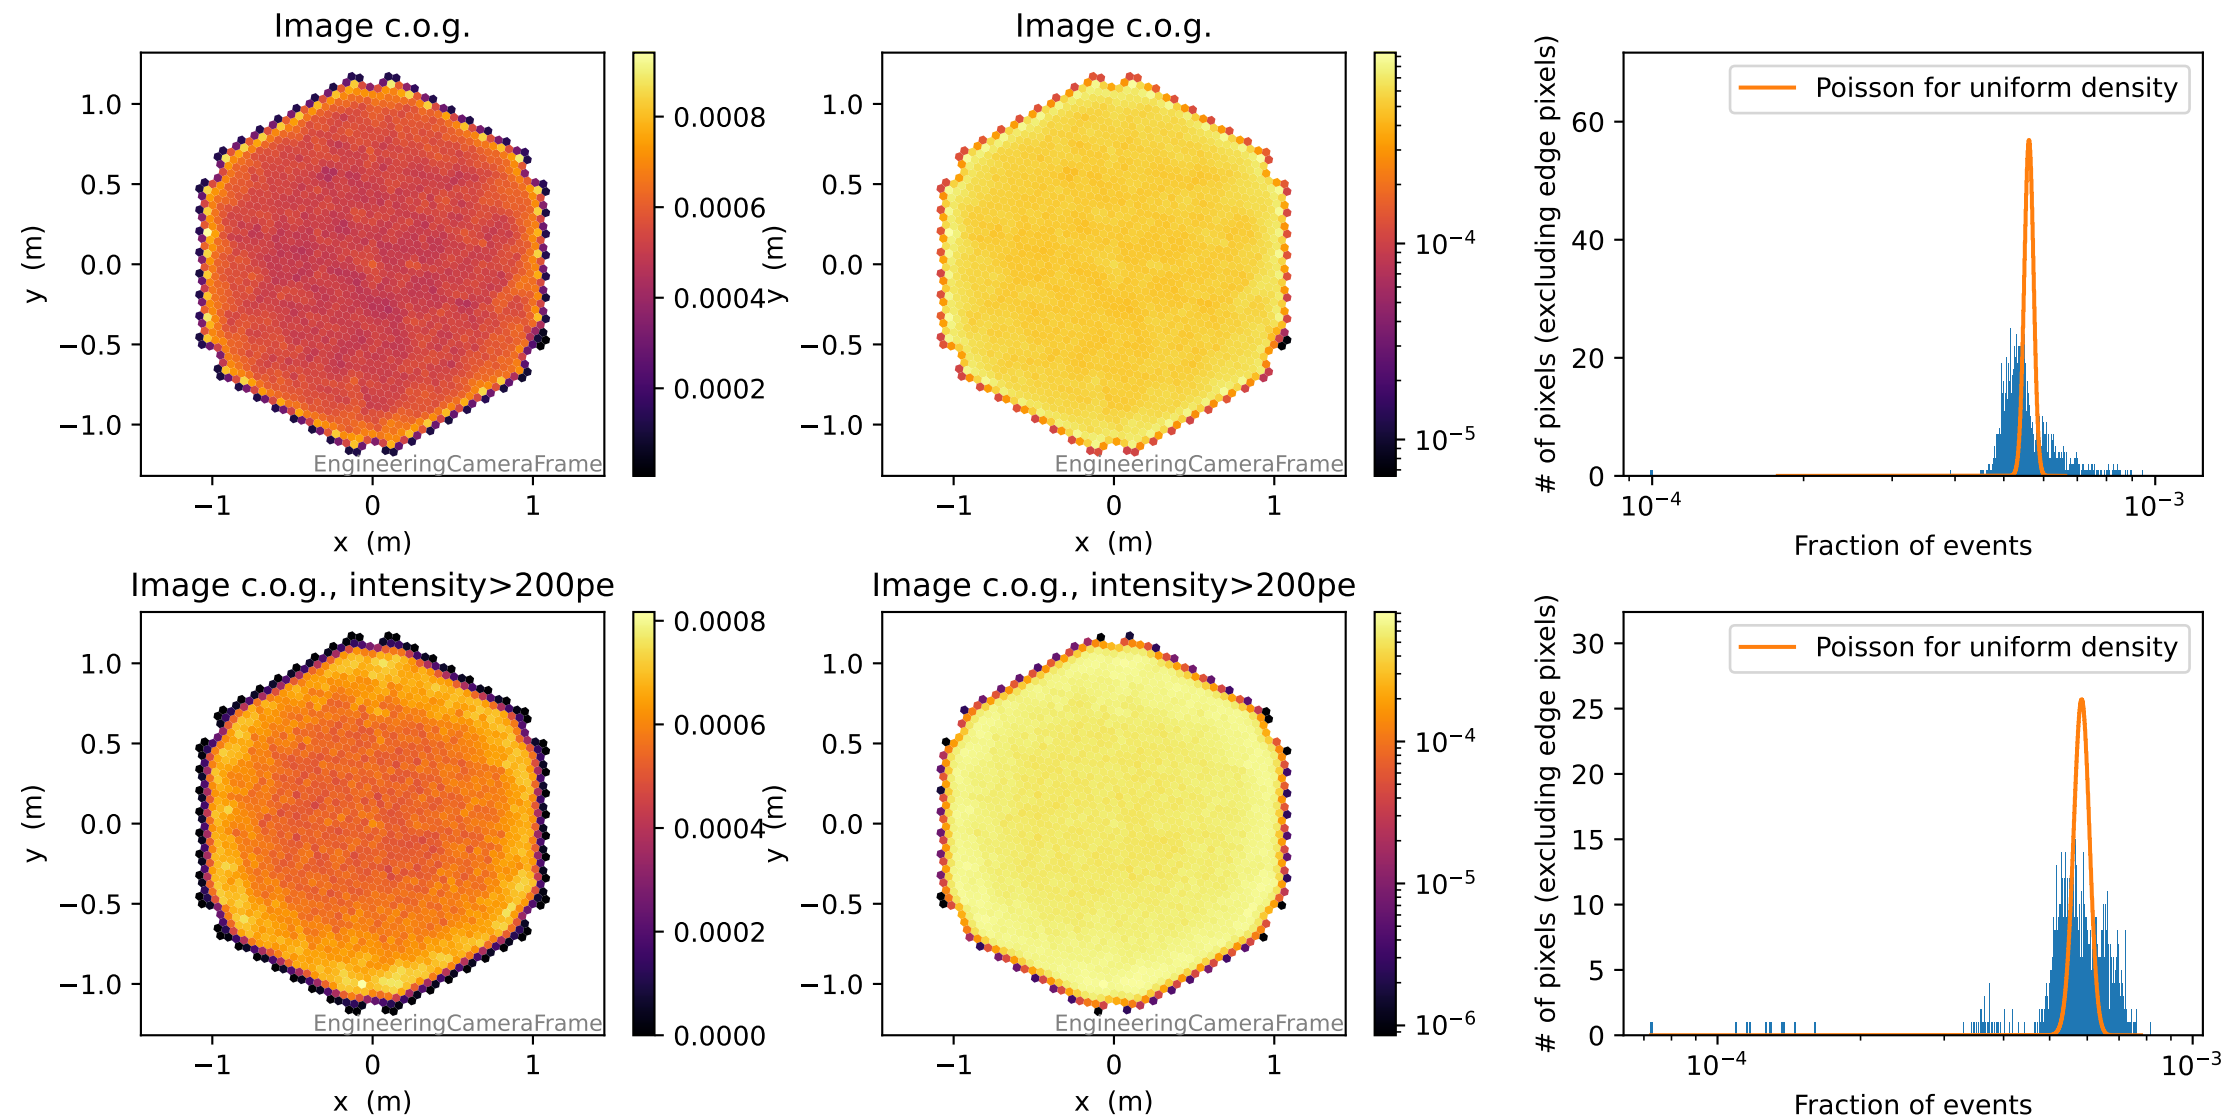 Image c.o.g.
1.0
0.5
0.0
−0.5
−1.0
y (m)
−1
0
1
x (m)
EngineeringCameraFrame
0.0008
0.0006
0.0004
0.0002
Image c.o.g.
1.0
0.5
0.0
−0.5
−1.0
y (m)
−1
0
1
x (m)
EngineeringCameraFrame
10⁻⁴
10⁻⁵
# of pixels (excluding edge pixels)
60
40
20
0
Poisson for uniform density
10⁻⁴
10⁻³
Fraction of events
Image c.o.g., intensity>200pe
1.0
0.5
0.0
−0.5
−1.0
y (m)
−1
0
1
x (m)
EngineeringCameraFrame
0.0008
0.0006
0.0004
0.0002
0.0000
Image c.o.g., intensity>200pe
1.0
0.5
0.0
−0.5
−1.0
y (m)
−1
0
1
x (m)
EngineeringCameraFrame
10⁻⁴
10⁻⁵
10⁻⁶
# of pixels (excluding edge pixels)
30
25
20
15
10
5
0
Poisson for uniform density
10⁻⁴
10⁻³
Fraction of events